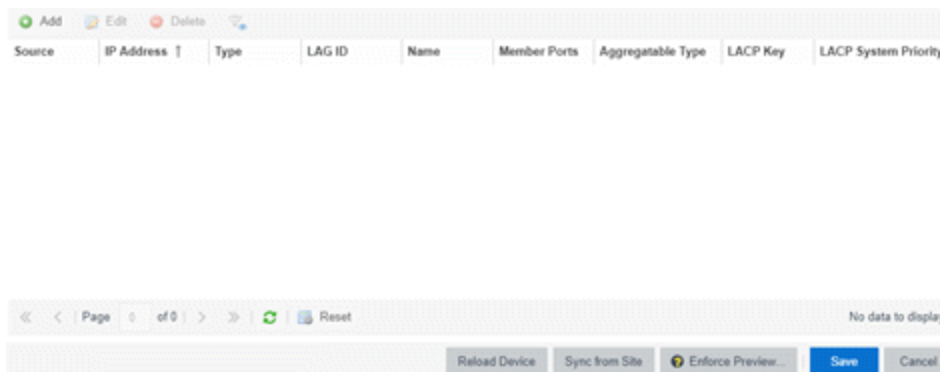 Add Edit Delete
Source IP Address Type LAG ID Name Member Ports Aggregatable Type LACP Key LACP System Priority
Page 0 of 0 Reset No data to display
Reload Device Sync from Site Enforce Preview... Save Cancel